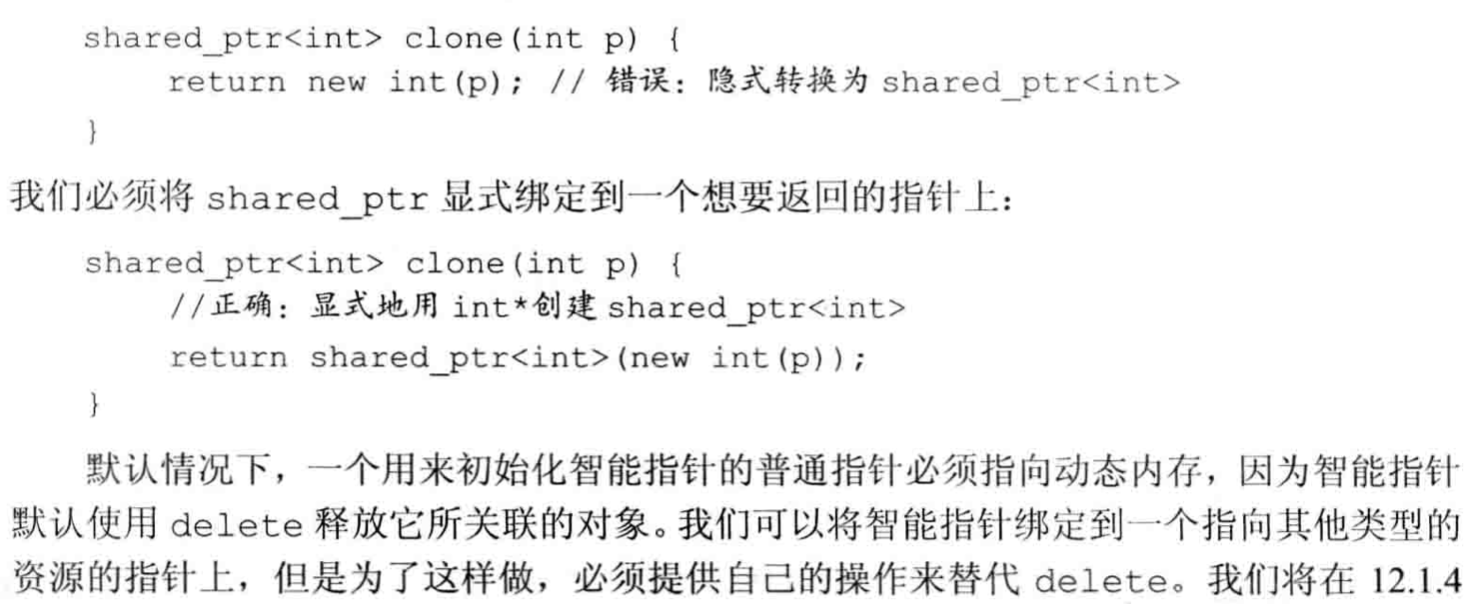 shared_ptr<int> clone(int p) {
return new int(p); // 错误：隐式转换为 shared_ptr<int>
}
我们必须将 shared_ptr 显式绑定到一个想要返回的指针上：
shared_ptr<int> clone(int p) {
//正确：显式地用 int*创建 shared_ptr<int>
return shared_ptr<int>(new int(p));
}
默认情况下，一个用来初始化智能指针的普通指针必须指向动态内存，因为智能指针
默认使用 delete 释放它所关联的对象。我们可以将智能指针绑定到一个指向其他类型的
资源的指针上，但是为了这样做，必须提供自己的操作来替代 delete。我们将在 12.1.4